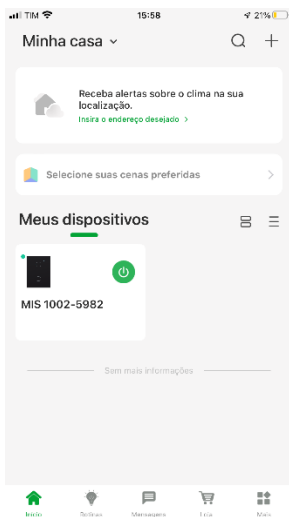 TIM 15:58 21%
Minha casa
Receba alertas sobre o clima na sua
localização.
Insira o endereço desejado >
Selecione suas cenas preferidas
Meus dispositivos
MIS 1002-5982
Sem mais informações
Início Rotinas Mensagens Loja Mais